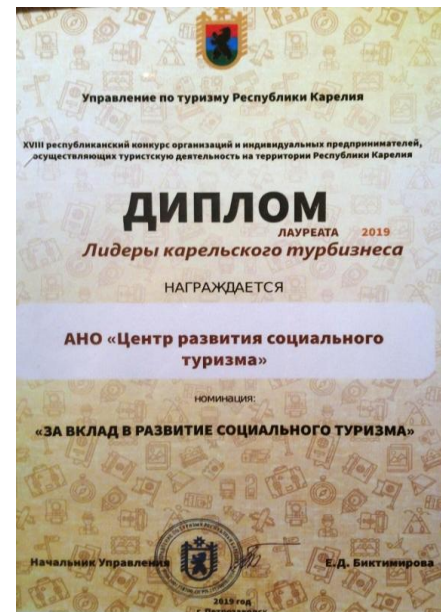 Управление по туризму Республики Карелия
XVIII республиканский конкурс организаций и индивидуальных предпринимателей,
осуществляющих туристскую деятельность на территории Республики Карелия
ДИПЛОМ
ЛАУРЕАТА 2019
Лидеры карельского турбизнеса
НАГРАЖДАЕТСЯ
АНО «Центр развития социального
туризма»
номинация:
«ЗА ВКЛАД В РАЗВИТИЕ СОЦИАЛЬНОГО ТУРИЗМА»
Начальник Управления Е.Д. Биктимирова
2019 год
г. Петрозаводск